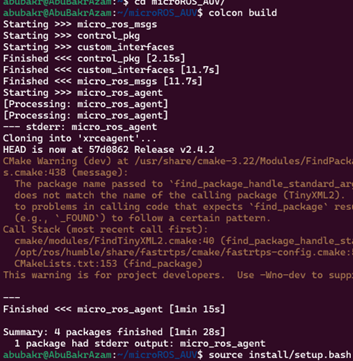 abubakr@AbuBakrAzam:~$ cd microROS_AUV/
abubakr@AbuBakrAzam:~/microROS_AUV$ colcon build
Starting >>> micro_ros_msgs
Starting >>> control_pkg
Starting >>> custom_interfaces
Finished <<< control_pkg [2.15s]
Finished <<< custom_interfaces [11.7s]
Finished <<< micro_ros_msgs [11.7s]
Starting >>> micro_ros_agent
[Processing: micro_ros_agent]
[Processing: micro_ros_agent]
--- stderr: micro_ros_agent
Cloning into 'xrceagent'...
HEAD is now at 57d0862 Release v2.4.2
CMake Warning (dev) at /usr/share/cmake-3.22/Modules/FindPack
s.cmake:438 (message):
The package name passed to `find_package_handle_standard_ar
does not match the name of the calling package (TinyXML2).
to problems in calling code that expects `find_package` res
(e.g., `_FOUND`) to follow a certain pattern.
Call Stack (most recent call first):
cmake/modules/FindTinyXML2.cmake:40 (find_package_handle_st
/opt/ros/humble/share/fastrtps/cmake/fastrtps-config.cmake:
CMakeLists.txt:153 (find_package)
This warning is for project developers. Use -Wno-dev to supp
---
Finished <<< micro_ros_agent [1min 15s]
Summary: 4 packages finished [1min 28s]
1 package had stderr output: micro_ros_agent
abubakr@AbuBakrAzam:~/microROS_AUV$ source install/setup.bash